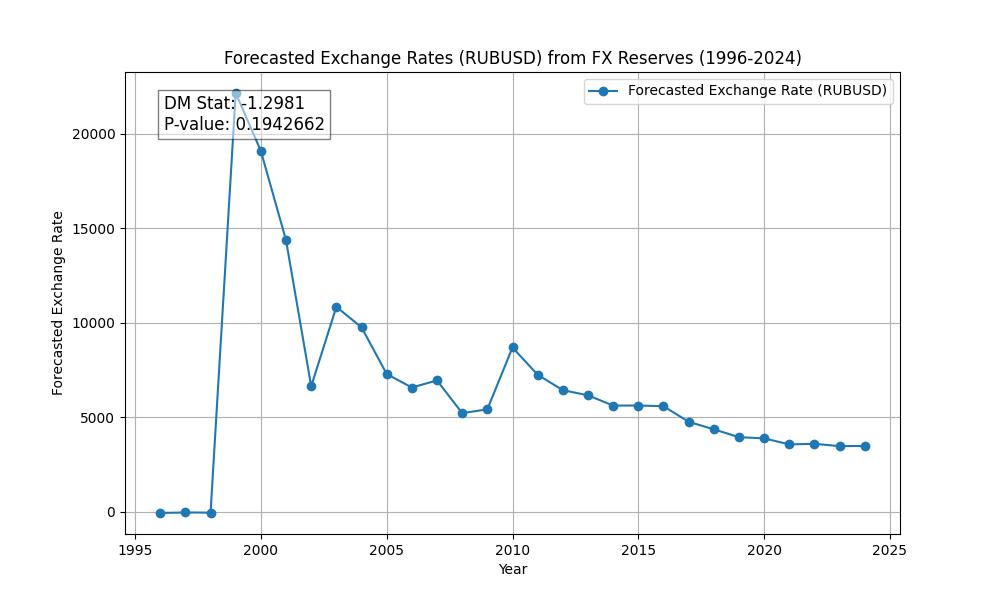 Forecasted Exchange Rates (RUBUSD) from FX Reserves (1996-2024)
DM Stat: -1.2981
P-value: 0.1942662
Forecasted Exchange Rate (RUBUSD)
Forecasted Exchange Rate
20000
15000
10000
5000
0
1995 2000 2005 2010 2015 2020 2025
Year